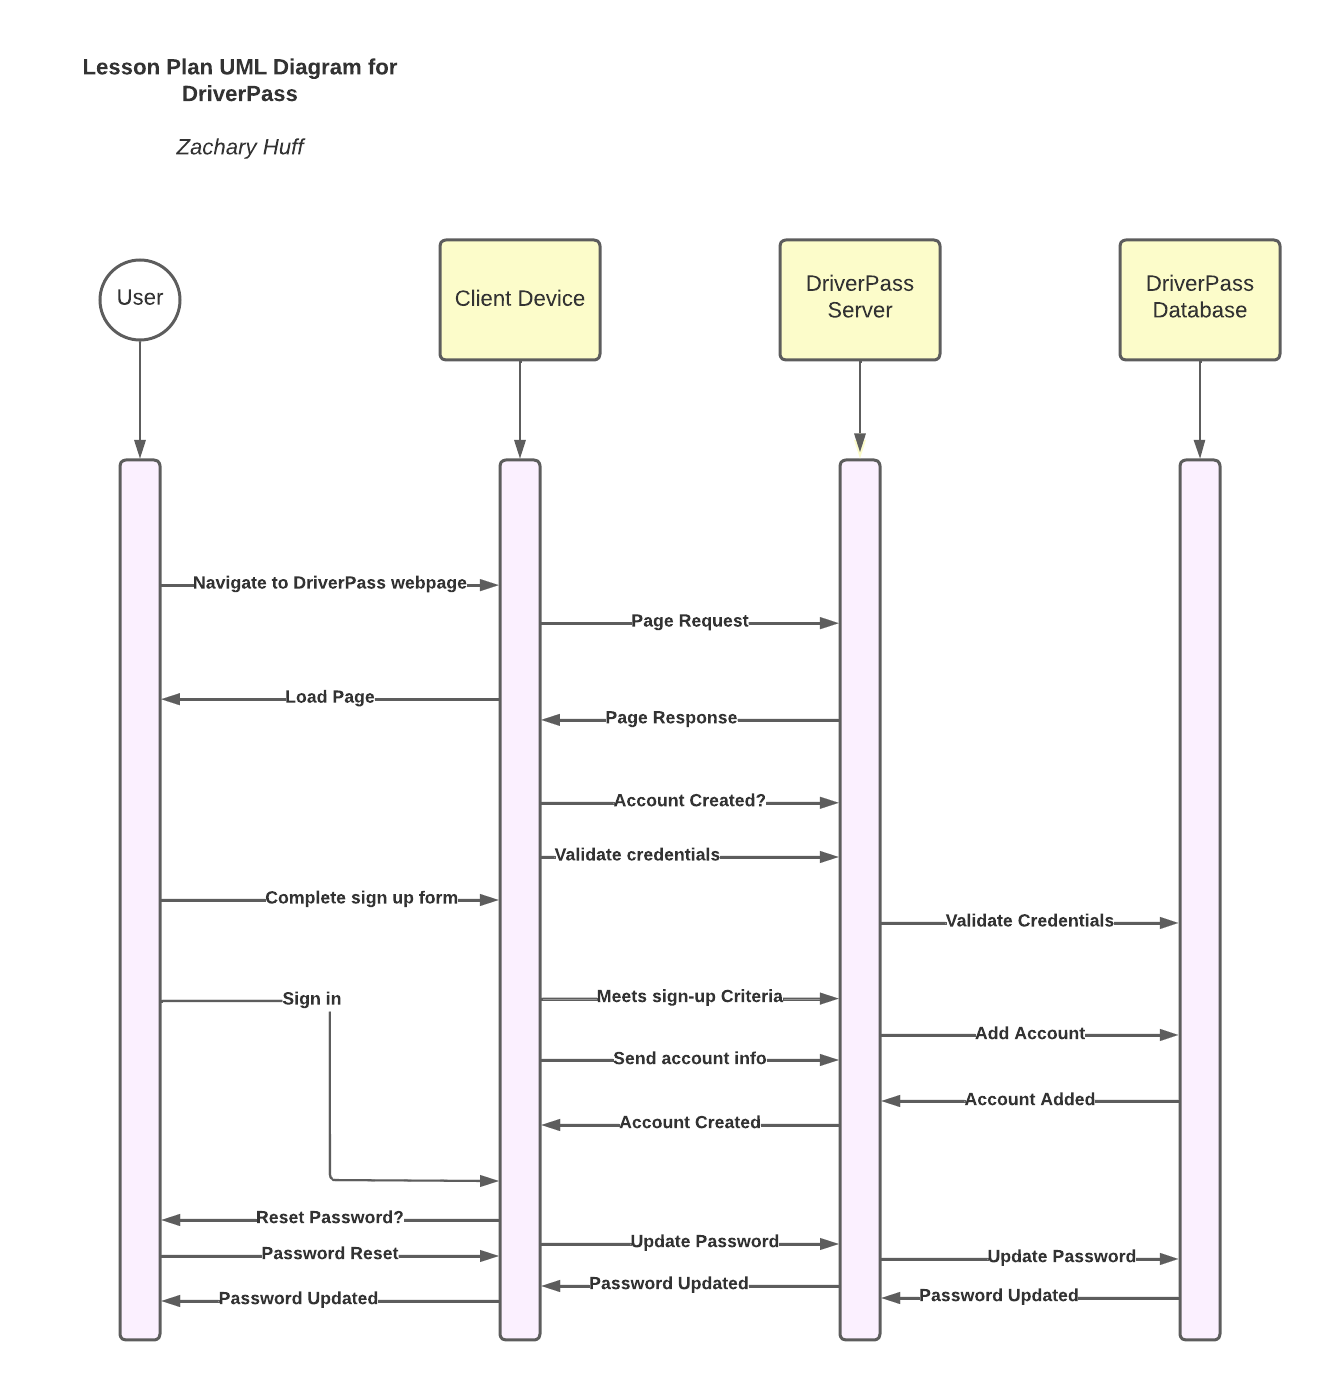 Lesson Plan UML Diagram for
DriverPass
Zachary Huff
User
Client Device
DriverPass
Server
DriverPass
Database
Navigate to DriverPass webpage
Page Request
Load Page
Page Response
Account Created?
Validate credentials
Complete sign up form
Validate Credentials
Sign in
Meets sign-up Criteria
Add Account
Send account info
Account Added
Account Created
Reset Password?
Update Password
Password Reset
Update Password
Password Updated
Password Updated
Password Updated